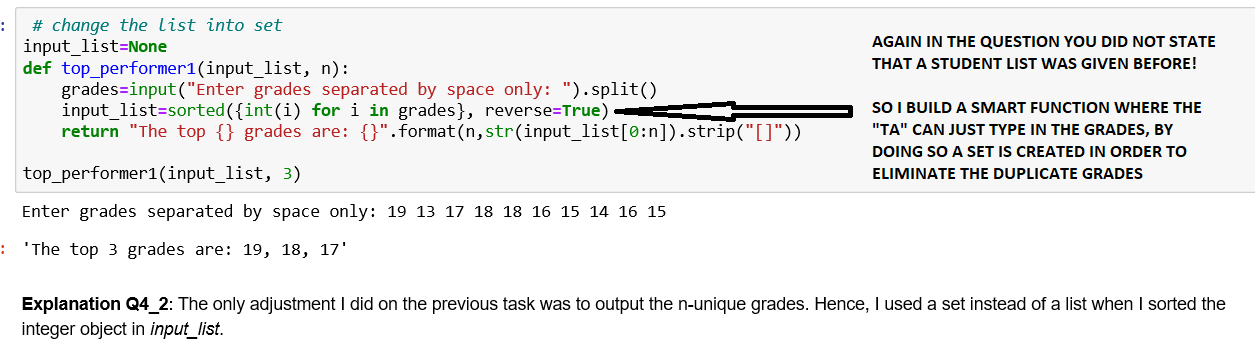 : # change the list into set
input_list=None
AGAIN IN THE QUESTION YOU DID NOT STATE
THAT A STUDENT LIST WAS GIVEN BEFORE!
def top_performer1(input_list, n):
    grades=input("Enter grades separated by space only: ").split()
    input_list=sorted({int(i) for i in grades}, reverse=True)
    return "The top {} grades are: {}".format(n,str(input_list[0:n]).strip("[]"))
SO I BUILD A SMART FUNCTION WHERE THE
"TA" CAN JUST TYPE IN THE GRADES, BY
DOING SO A SET IS CREATED IN ORDER TO
ELIMINATE THE DUPLICATE GRADES
top_performer1(input_list, 3)
Enter grades separated by space only: 19 13 17 18 18 16 15 14 16 15
: 'The top 3 grades are: 19, 18, 17'
Explanation Q4_2: The only adjustment I did on the previous task was to output the n-unique grades. Hence, I used a set instead of a list when I sorted the
integer object in input_list.